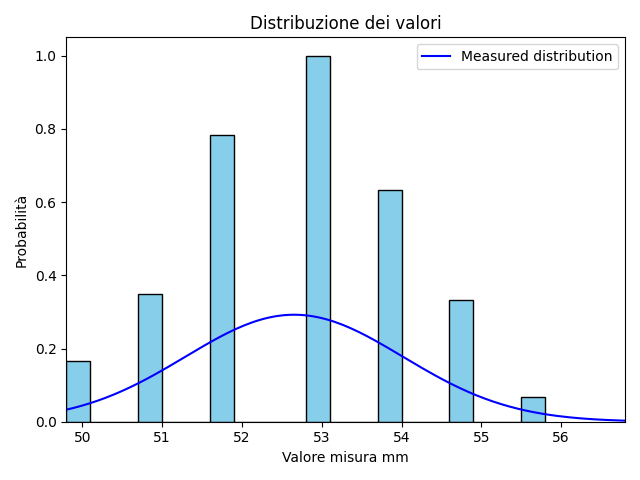 Distribuzione dei valori
Measured distribution
1.0
0.8
0.6
0.4
0.2
0.0
Probabilità
50 51 52 53 54 55 56
Valore misura mm